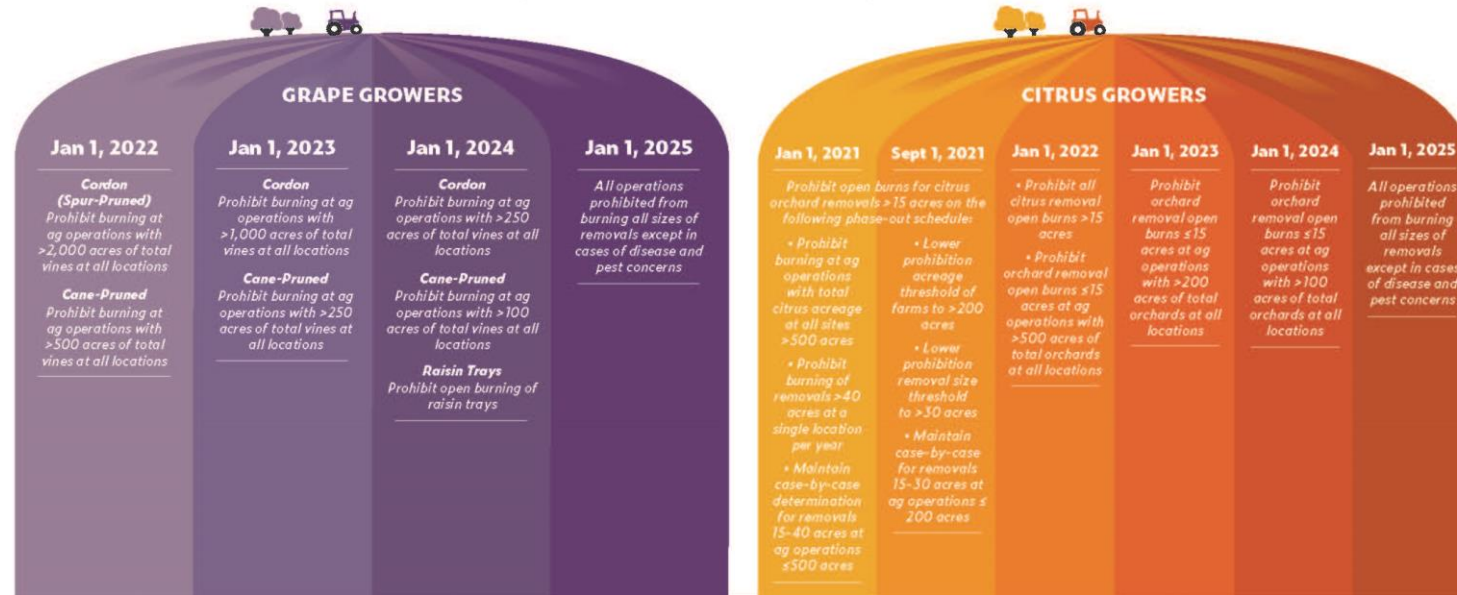 GRAPE GROWERS
Jan 1, 2022
Cordon
(Spur-Pruned)
Prohibit burning at
ag operations with
>2,000 acres of total
vines at all locations
Cane-Pruned
Prohibit burning at
ag operations with
>500 acres of total
vines at all locations
Jan 1, 2023
Cordon
Prohibit burning at ag
operations with
>1,000 acres of total
vines at all locations
Cane-Pruned
Prohibit burning at ag
operations with >250
acres of total vines at
all locations
Jan 1, 2024
Cordon
Prohibit burning at ag
operations with >250
acres of total vines at all
locations
Cane-Pruned
Prohibit burning at ag
operations with >100
acres of total vines at all
locations
Raisin Trays
Prohibit open burning of
raisin trays
Jan 1, 2025
All operations
prohibited from
burning all sizes of
removals except in
cases of disease and
pest concerns
CITRUS GROWERS
Jan 1, 2021
Sept 1, 2021
Prohibit open burns for citrus
orchard removals >15 acres on the
following phase-out schedule:
• Prohibit
burning at ag
operations
with total
citrus acreage
at all sites
>500 acres
• Prohibit
burning of
removals >40
acres at a
single location
per year
• Maintain
case-by-case
determination
for removals
15-40 acres at
ag operations
≤500 acres
• Lower
prohibition
acreage
threshold of
farms to >200
acres
• Lower
prohibition
removal size
threshold
to >30 acres
• Maintain
case-by-case
for removals
15-30 acres at
ag operations ≤
200 acres
Jan 1, 2022
• Prohibit all
citrus removal
open burns >15
acres
• Prohibit
orchard removal
open burns ≤15
acres at ag
operations with
>500 acres of
total orchards
at all locations
Jan 1, 2023
Prohibit
orchard
removal open
burns ≤15
acres at ag
operations
with >200
acres of total
orchards at all
locations
Jan 1, 2024
Prohibit
orchard
removal open
burns ≤15
acres at ag
operations
with >100
acres of total
orchards at all
locations
Jan 1, 2025
All operations
prohibited
from burning
all sizes of
removals
except in cases
of disease and
pest concerns